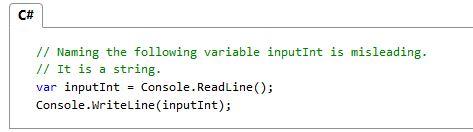 C#
// Naming the following variable inputInt is misleading.
// It is a string.
var inputInt = Console.ReadLine();
Console.WriteLine(inputInt);